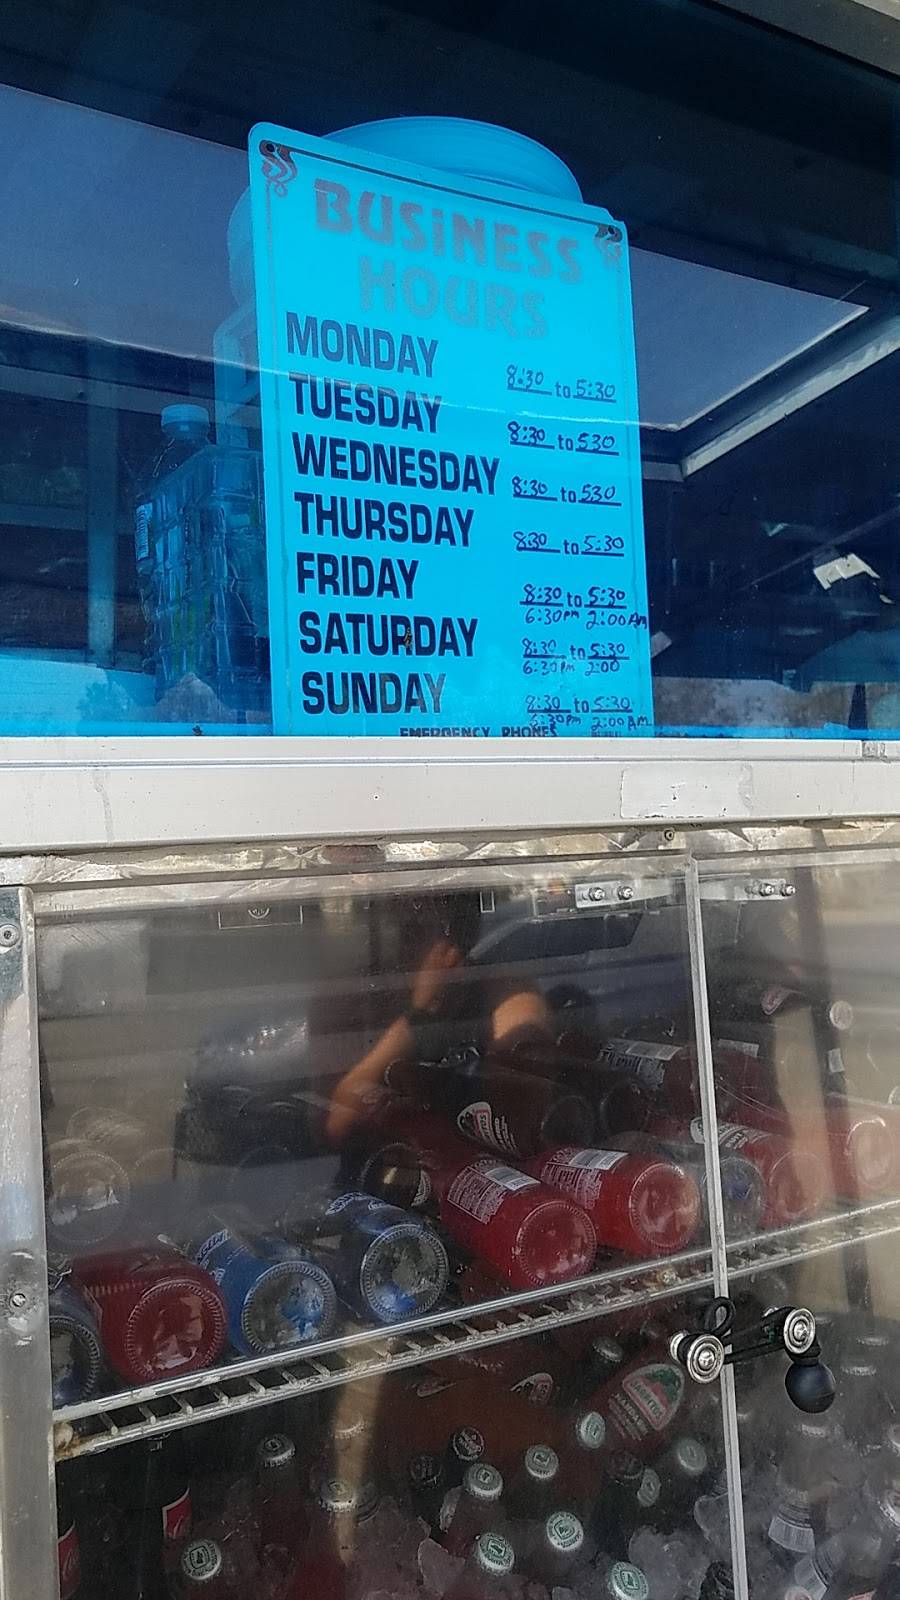 BUSINESS
HOURS
MONDAY 8:30 to 5:30
TUESDAY 8:30 to 530
WEDNESDAY 8:30 to 530
THURSDAY 830 to 5:30
FRIDAY 8:30 to 5:30
6:30pm 2:00AM
SATURDAY 8:30 to 5:30
6:30pm 2:00
SUNDAY 8:30 to 5:30
6:30pm 2:00AM
EMERGENCY PHONES